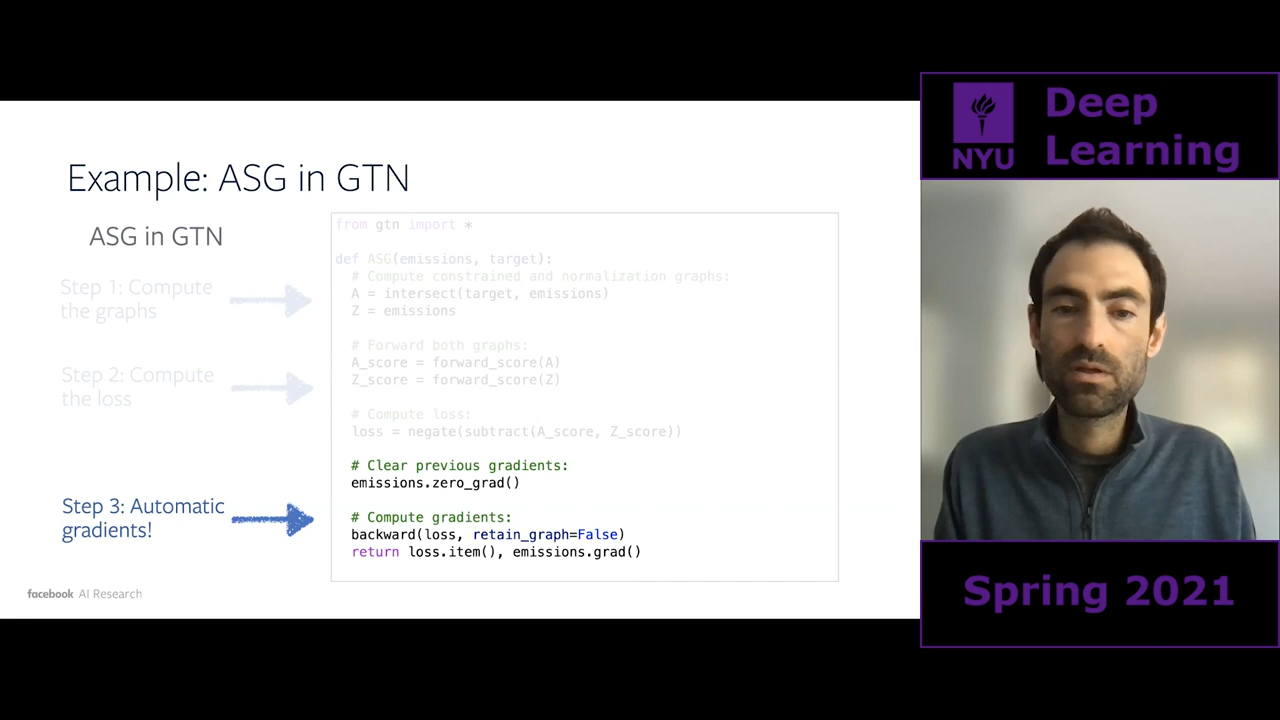 Example: ASG in GTN
ASG in GTN
Step 1: Compute
the graphs
Step 2: Compute
the loss
Step 3: Automatic
gradients!
from gtn import *
def ASG(emissions, target):
# Compute constrained and normalization graphs:
A = intersect(target, emissions)
Z = emissions
# Forward both graphs:
A_score = forward_score(A)
Z_score = forward_score(Z)
# Compute loss:
loss = negate(subtract(A_score, Z_score))
# Clear previous gradients:
emissions.zero_grad()
# Compute gradients:
backward(loss, retain_graph=False)
return loss.item(), emissions.grad()
facebook AI Research
NYU
Deep
Learning
Spring 2021